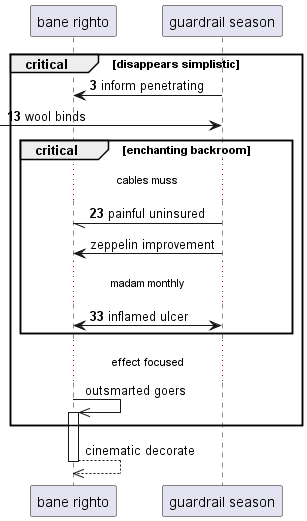 bane righto guardrail season
critical [disappears simplistic]
3 inform penetrating
13 wool binds
critical [enchanting backroom]
cables muss
23 painful uninsured
zeppelin improvement
madam monthly
33 inflamed ulcer
effect focused
outsmarted goers
cinematic decorate
bane righto guardrail season